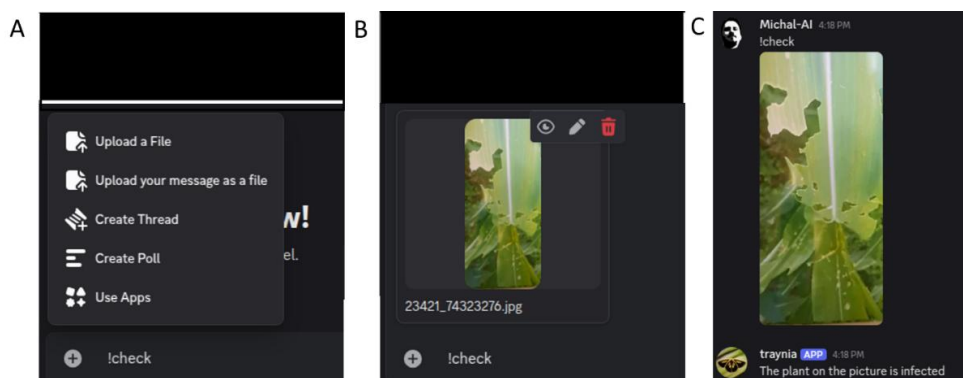 A
Upload a File
Upload your message as a file
Create Thread
w!
Create Poll
el.
Use Apps
!check
B
23421_74323276.jpg
!check
C
Michal-AI 4:18 PM
!check
traynia APP 4:18 PM
The plant on the picture is infected